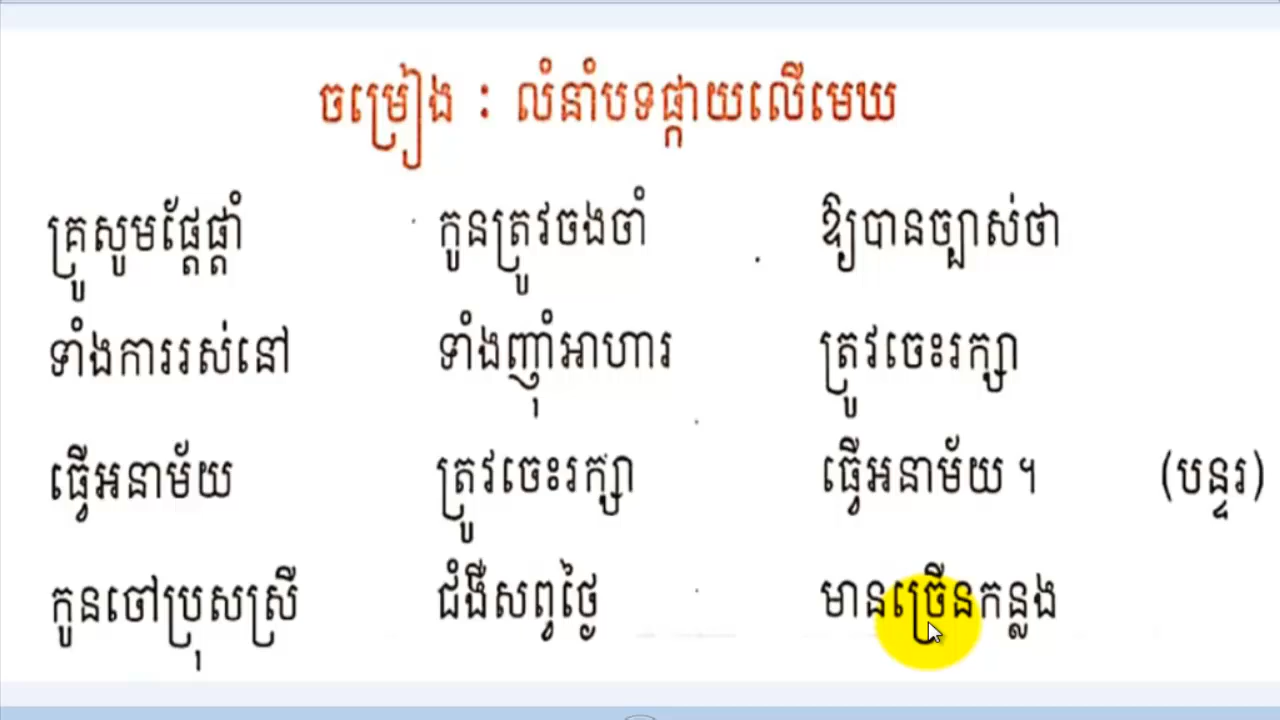 ចម្រៀង : លំនាំបទផ្កាយលើមេឃ
គ្រូសូមផ្ដែផ្ដាំ កូនត្រូវចងចាំ ឱ្យបានច្បាស់ថា
ទាំងការរស់នៅ ទាំងញ៉ាំអាហារ ត្រូវចេះរក្សា
ធ្វើអនាម័យ ត្រូវចេះរក្សា ធ្វើអនាម័យ ។ (បន្ទរ)
កូនចៅប្រុសស្រី ជំងឺសព្វថ្ងៃ មានច្រើនកន្លង